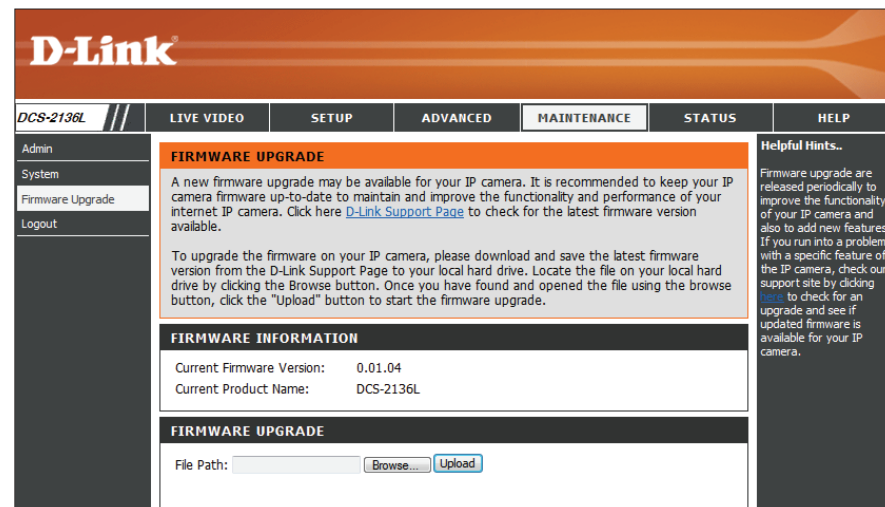 D-Link
DCS-2136L
LIVE VIDEO
SETUP
ADVANCED
MAINTENANCE
STATUS
HELP
Admin
System
Firmware Upgrade
Logout
FIRMWARE UPGRADE
A new firmware upgrade may be available for your IP camera. It is recommended to keep your IP
camera firmware up-to-date to maintain and improve the functionality and performance of your
internet IP camera. Click here D-Link Support Page to check for the latest firmware version
available.
To upgrade the firmware on your IP camera, please download and save the latest firmware
version from the D-Link Support Page to your local hard drive. Locate the file on your local hard
drive by clicking the Browse button. Once you have found and opened the file using the browse
button, click the "Upload" button to start the firmware upgrade.
FIRMWARE INFORMATION
Current Firmware Version: 0.01.04
Current Product Name: DCS-2136L
FIRMWARE UPGRADE
File Path: Browse... Upload
Helpful Hints..
Firmware upgrade are
released periodically to
improve the functionality
of your IP camera and
also to add new features
If you run into a problem
with a specific feature of
the IP camera, check our
support site by clicking
here to check for an
upgrade and see if
updated firmware is
available for your IP
camera.